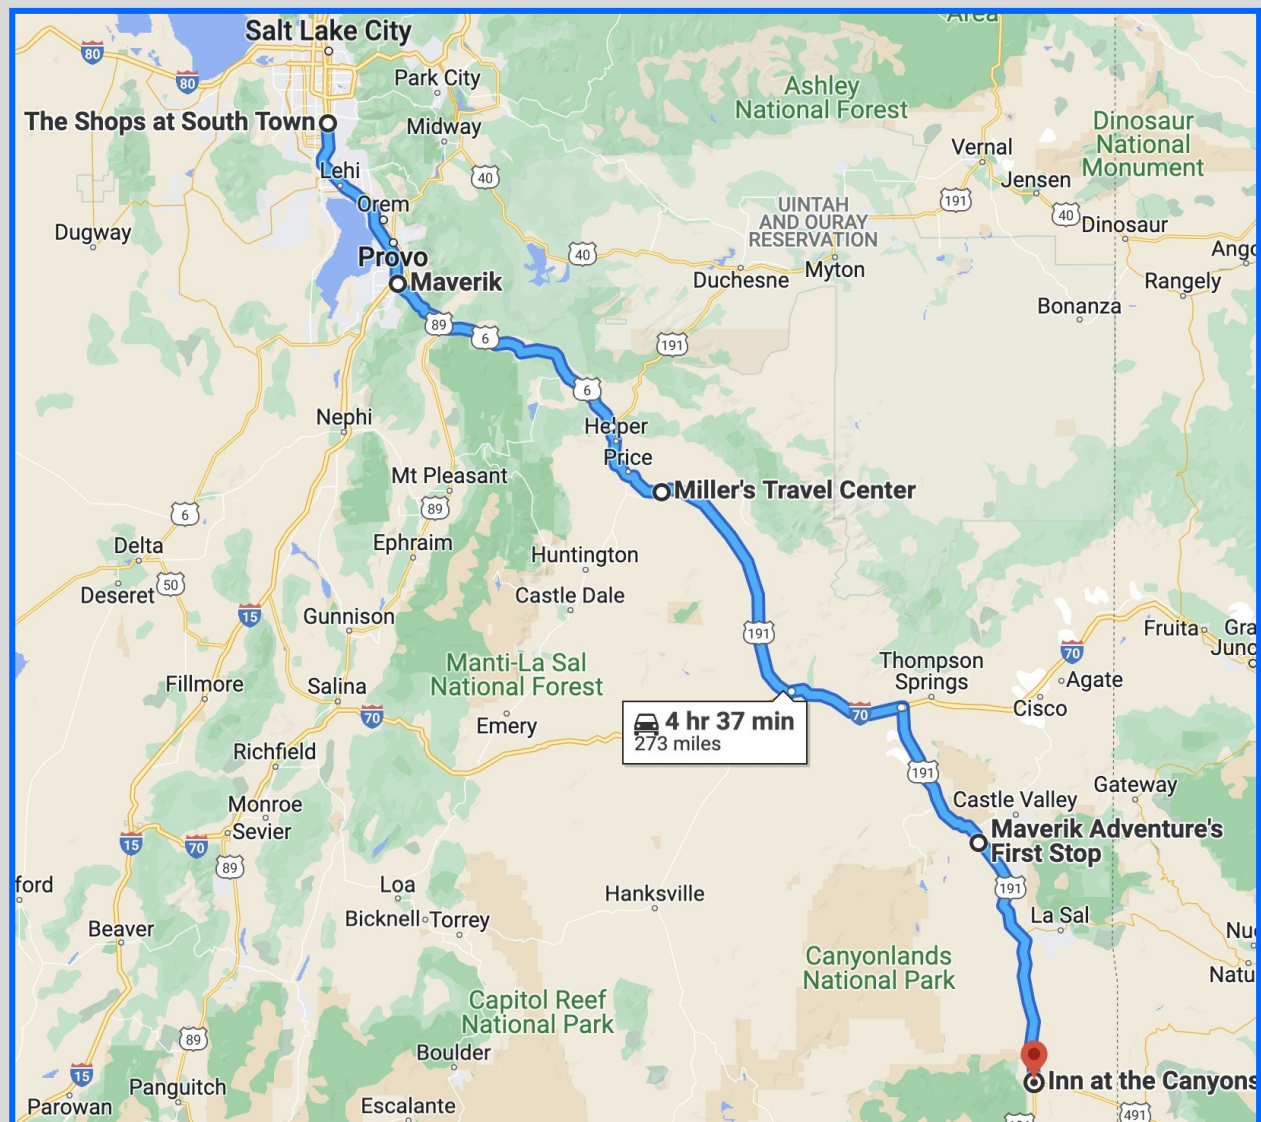 Area
Salt Lake City
80
80
Park City
Ashley
National Forest
The Shops at South Town
Midway
Dinosaur
National
Monument
Vernal
Lehi
40
Jensen
191
Orem
UINTAH
AND OURAY
RESERVATION
40
Dinosaur
Dugway
Provo
40
Ango
Maverik
Duchesne
Myton
Rangely
Bonanza
89
6
191
6
Nephi
Helper
Price
Mt Pleasant
Miller's Travel Center
6
89
Delta
Ephraim
Huntington
50
Deseret
Castle Dale
15
Gunnison
191
Fruita
Gra
Junc
70
Manti-La Sal
National Forest
Thompson
Springs
Fillmore
Salina
Agate
70
Emery
4 hr 37 min
273 miles
70
Cisco
Richfield
191
Gateway
Monroe
Castle Valley
Sevier
Maverik Adventure's
First Stop
15
70
89
ford
Loa
Hanksville
191
Bicknell
Torrey
La Sal
Beaver
Nuc
Canyonlands
National Park
Natu
Capitol Reef
National Park
89
Boulder
15
Panguitch
Inn at the Canyons
Parowan
Escalante
491